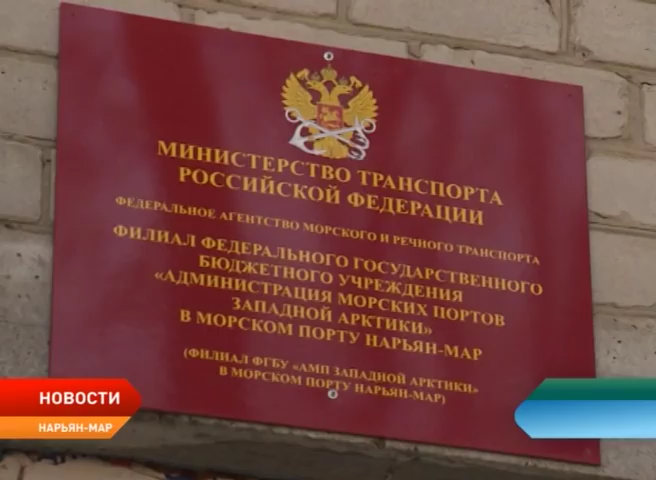 МИНИСТЕРСТВО ТРАНСПОРТА
РОССИЙСКОЙ ФЕДЕРАЦИИ
ФЕДЕРАЛЬНОЕ АГЕНТСТВО МОРСКОГО И РЕЧНОГО ТРАНСПОРТА
ФИЛИАЛ ФЕДЕРАЛЬНОГО ГОСУДАРСТВЕННОГО
БЮДЖЕТНОГО УЧРЕЖДЕНИЯ
«АДМИНИСТРАЦИЯ МОРСКИХ ПОРТОВ
ЗАПАДНОЙ АРКТИКИ»
В МОРСКОМ ПОРТУ НАРЬЯН-МАР
(ФИЛИАЛ ФГБУ «АМП ЗАПАДНОЙ АРКТИКИ»
В МОРСКОМ ПОРТУ НАРЬЯН-МАР)
НОВОСТИ
НАРЬЯН-МАР